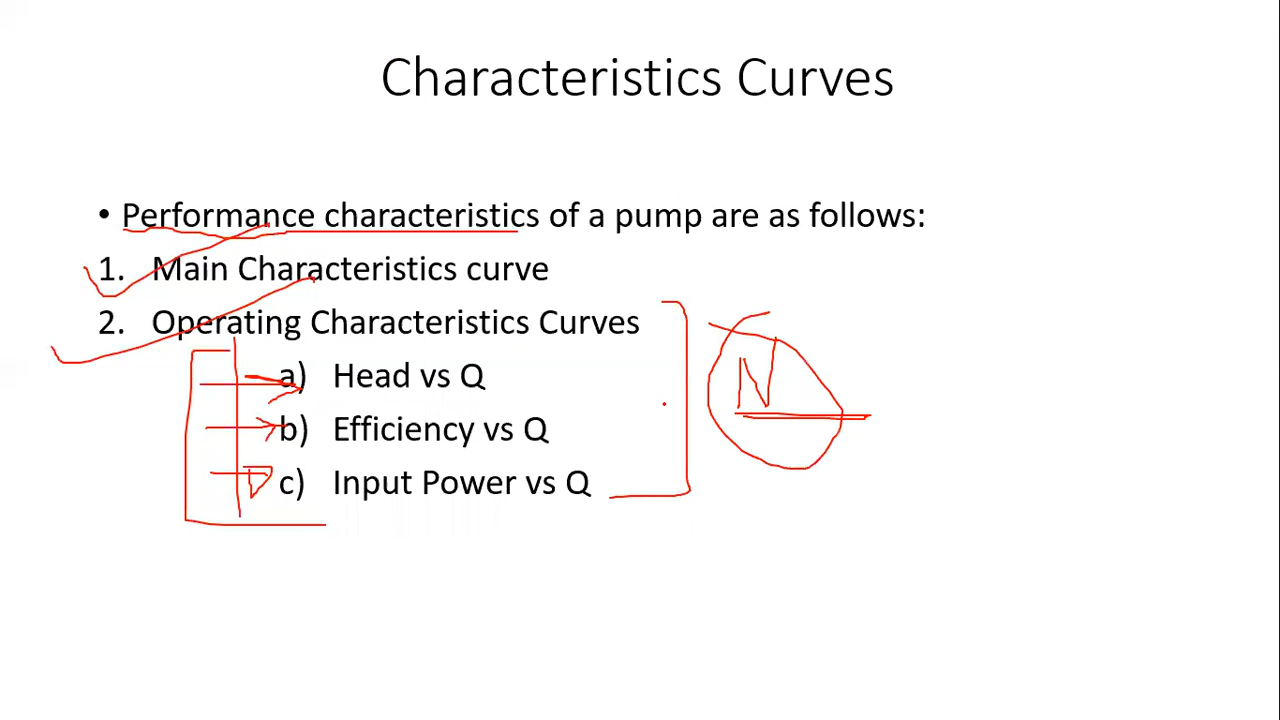 Characteristics Curves
• Performance characteristics of a pump are as follows:
1. Main Characteristics curve
2. Operating Characteristics Curves
a) Head vs Q
N
b) Efficiency vs Q
c) Input Power vs Q